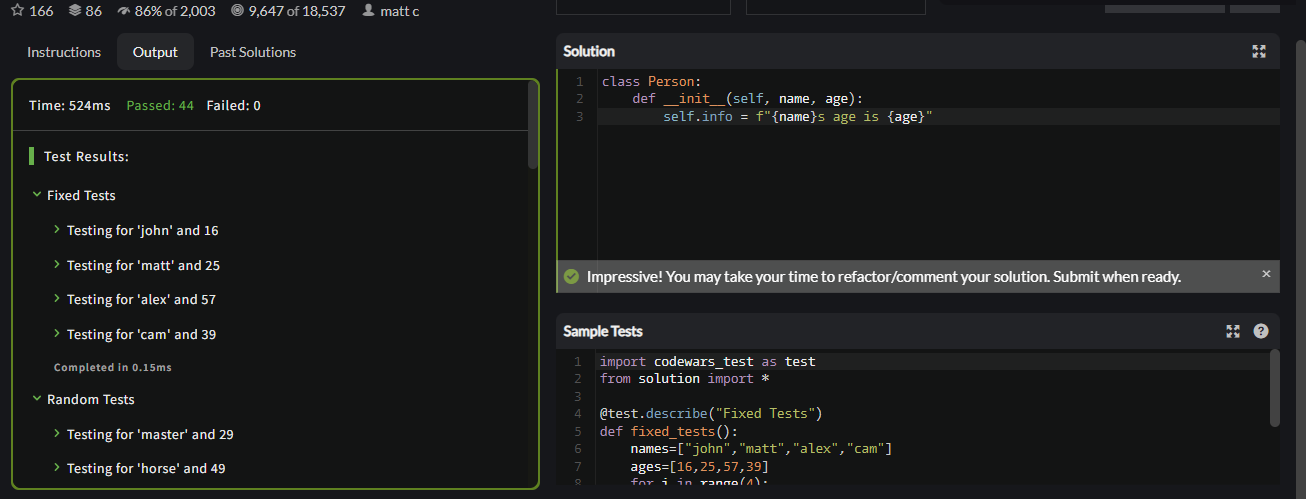 166 86 86% of 2,003 9,647 of 18,537 matt c
Instructions Output Past Solutions
Time: 524ms Passed: 44 Failed: 0
Test Results:
Fixed Tests
Testing for 'john' and 16
Testing for 'matt' and 25
Testing for 'alex' and 57
Testing for 'cam' and 39
Completed in 0.15ms
Random Tests
Testing for 'master' and 29
Testing for 'horse' and 49
Solution
1 class Person:
2     def __init__(self, name, age):
3         self.info = f"{name}s age is {age}"
Impressive! You may take your time to refactor/comment your solution. Submit when ready. ×
Sample Tests ?
1 import codewars_test as test
2 from solution import *
3
4 @test.describe("Fixed Tests")
5 def fixed_tests():
6     names=["john","matt","alex","cam"]
7     ages=[16,25,57,39]
8     for i in range(4):